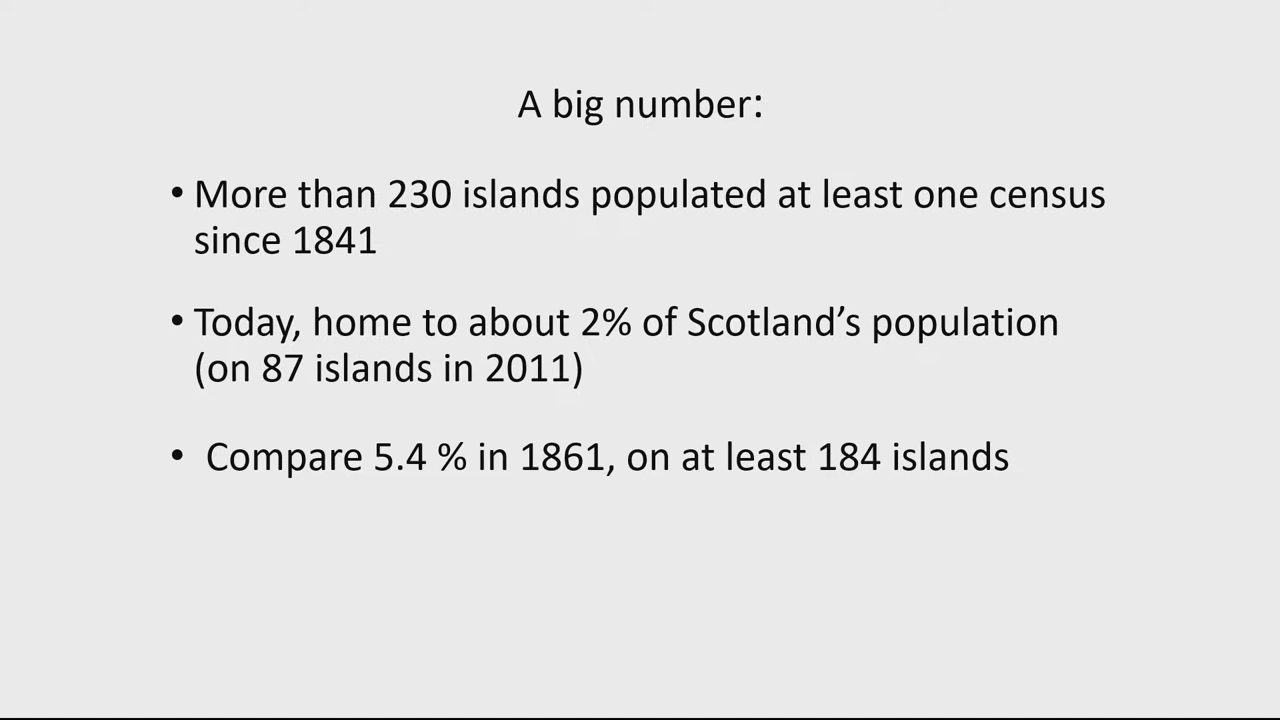 A big number:
• More than 230 islands populated at least one census
since 1841
• Today, home to about 2% of Scotland’s population
(on 87 islands in 2011)
• Compare 5.4 % in 1861, on at least 184 islands